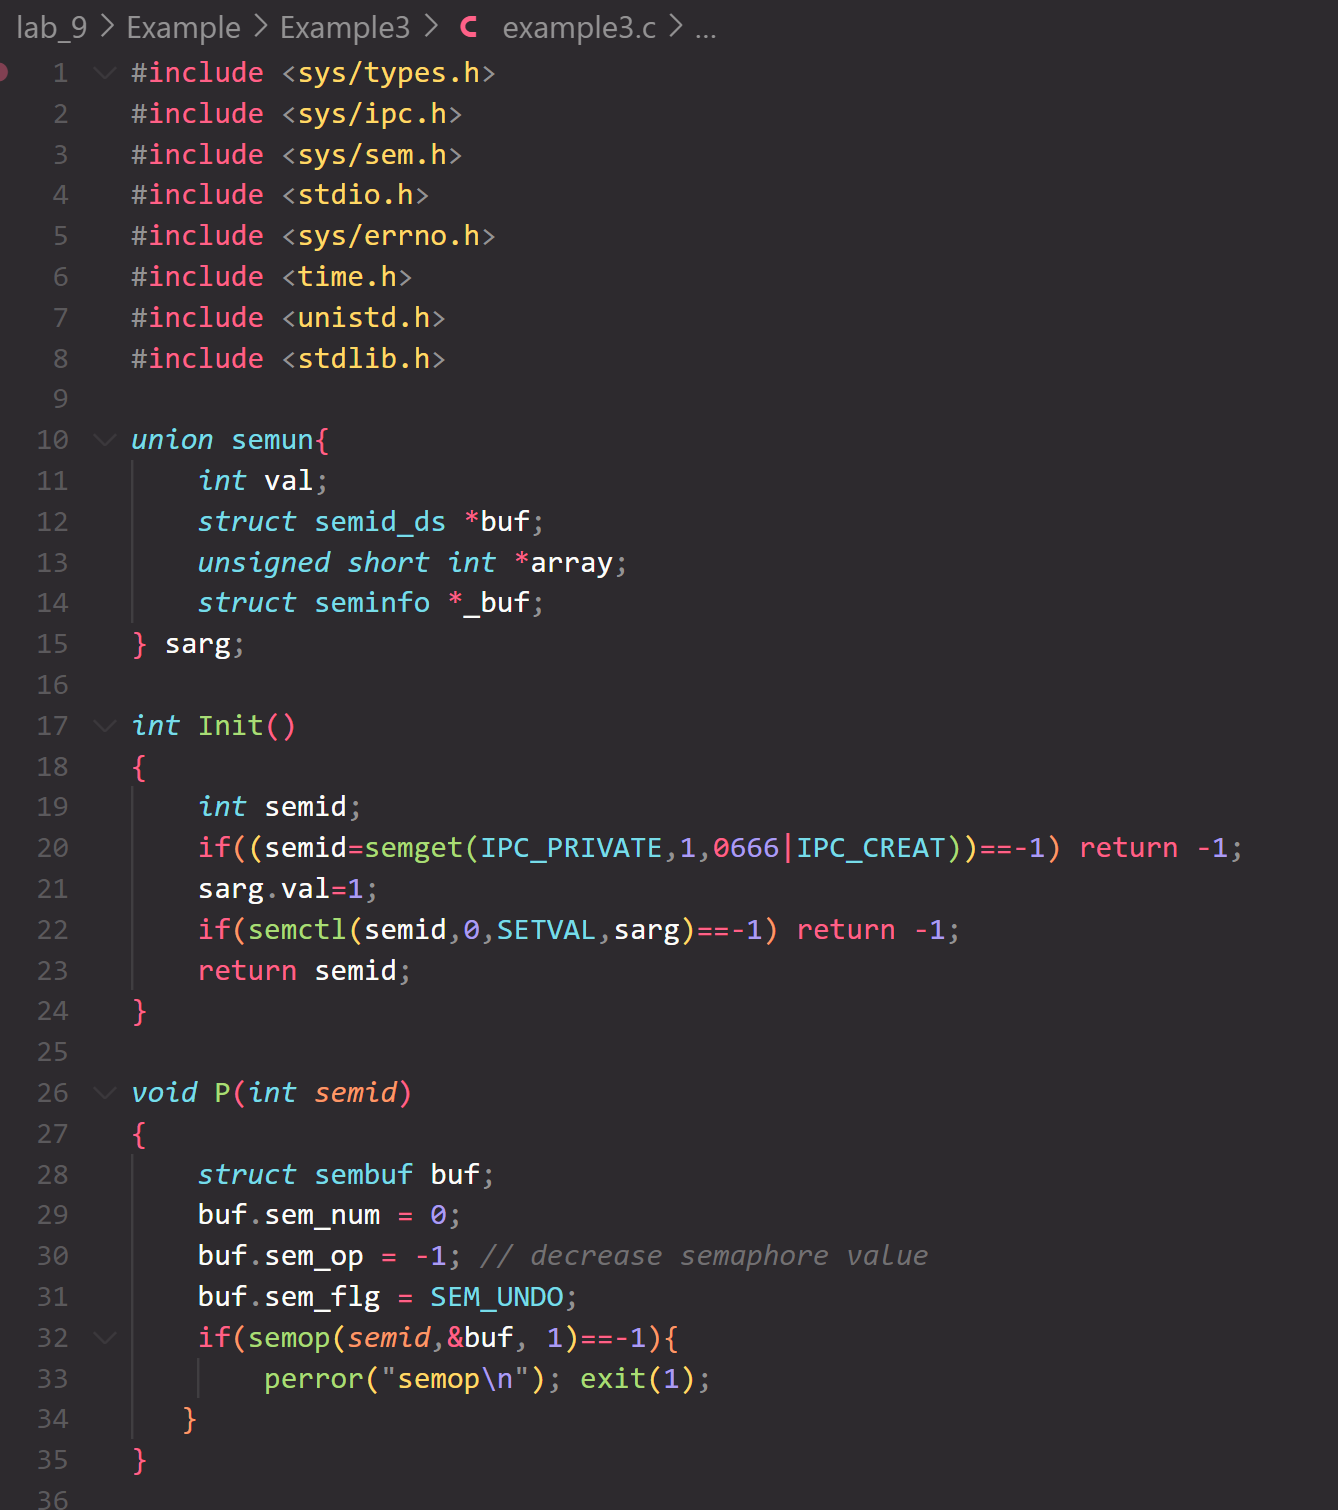 lab_9 > Example > Example3 > C example3.c > ...
1 #include <sys/types.h>
2 #include <sys/ipc.h>
3 #include <sys/sem.h>
4 #include <stdio.h>
5 #include <sys/errno.h>
6 #include <time.h>
7 #include <unistd.h>
8 #include <stdlib.h>
9
10 union semun{
11     int val;
12     struct semid_ds *buf;
13     unsigned short int *array;
14     struct seminfo *_buf;
15 } sarg;
16
17 int Init()
18 {
19     int semid;
20     if((semid=semget(IPC_PRIVATE,1,0666|IPC_CREAT))==-1) return -1;
21     sarg.val=1;
22     if(semctl(semid,0,SETVAL,sarg)==-1) return -1;
23     return semid;
24 }
25
26 void P(int semid)
27 {
28     struct sembuf buf;
29     buf.sem_num = 0;
30     buf.sem_op = -1; // decrease semaphore value
31     buf.sem_flg = SEM_UNDO;
32     if(semop(semid,&buf, 1)==-1){
33         perror("semop\n"); exit(1);
34    }
35 }
36